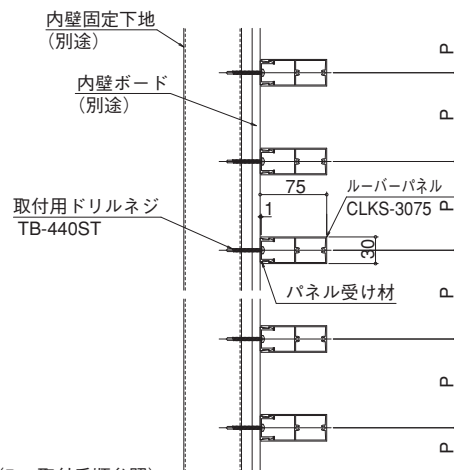 内壁固定下地
(別途)
P
内壁ボード
(別途)
P
75
ルーバーパネル
CLKS-3075
1
取付用ドリルネジ
TB-440ST
P
30
パネル受け材
P
P
P